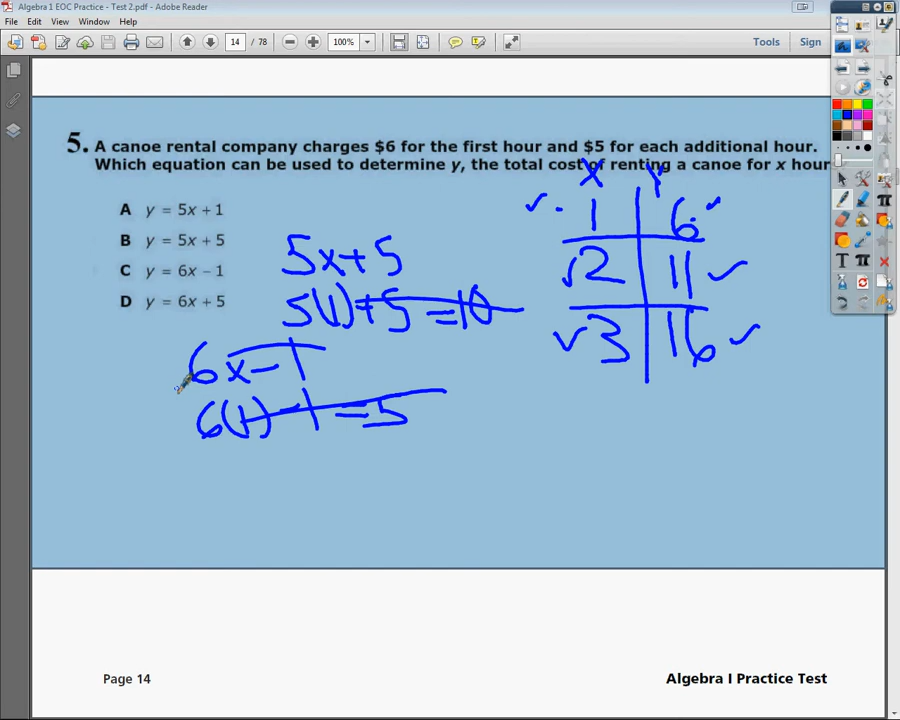 Algebra 1 EOC Practice - Test 2.pdf - Adobe Reader
File Edit View Window Help
14 / 78 100% Tools Sign
5. A canoe rental company charges $6 for the first hour and $5 for each additional hour.
Which equation can be used to determine y, the total cost of renting a canoe for x hour
A y = 5x + 1
B y = 5x + 5
C y = 6x − 1
D y = 6x + 5
x y
1 6
2 11
3 16
5x+5
5(1)+5 =10
6x-1
6(1)-1=5
Page 14 Algebra I Practice Test